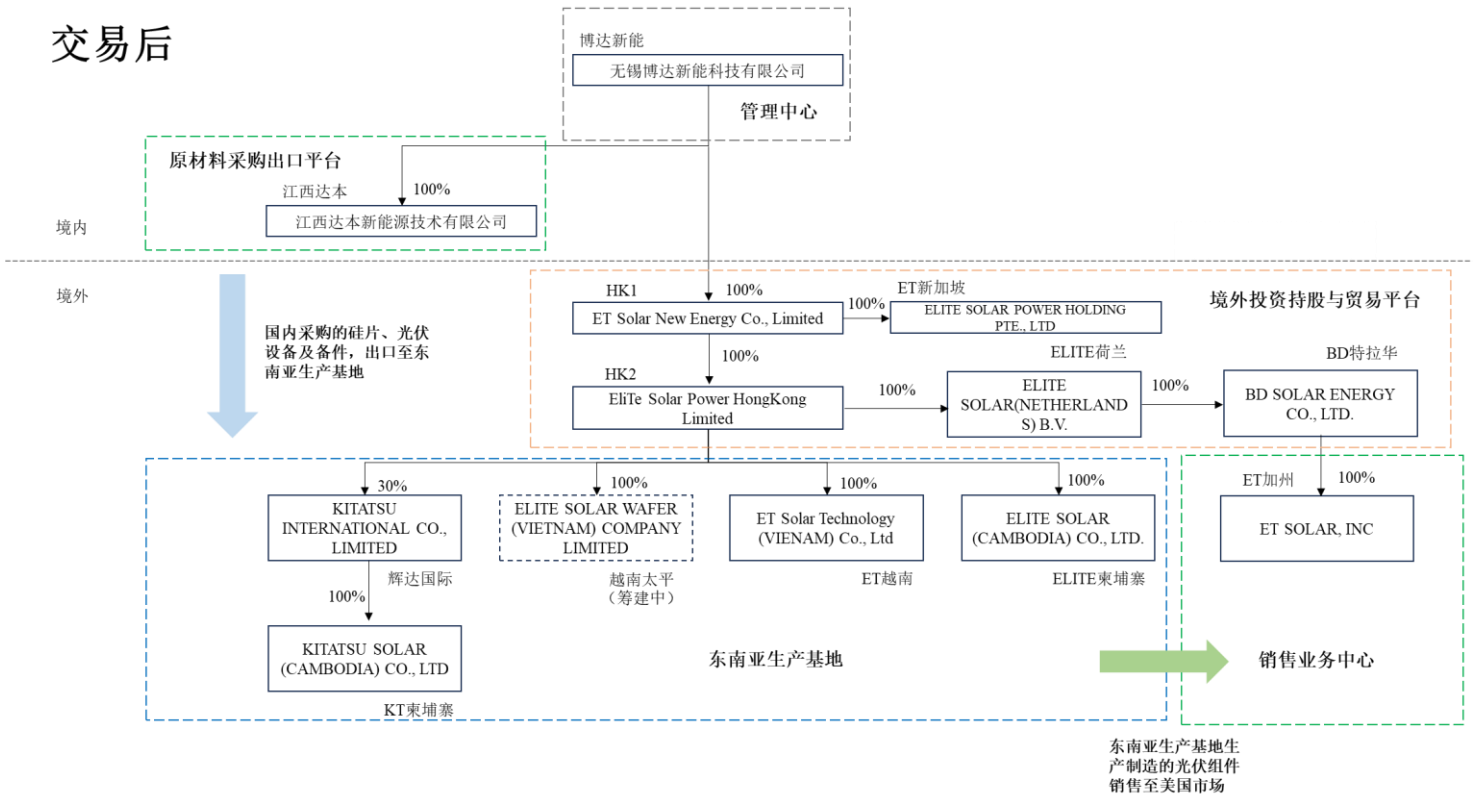 交易后
博达新能
无锡博达新能科技有限公司
管理中心
原材料采购出口平台
江西达本
100%
江西达本新能源技术有限公司
境内
境外
国内采购的硅片、光伏
设备及备件，出口至东
南亚生产基地
HK1
100%
ET Solar New Energy Co., Limited
100%
ET新加坡
ELITE SOLAR POWER HOLDING
PTE., LTD
境外投资持股与贸易平台
100%
HK2
EliTe Solar Power HongKong
Limited
100%
ELITE荷兰
ELITE
SOLAR(NETHERLAND
S) B.V.
100%
BD特拉华
BD SOLAR ENERGY
CO., LTD.
30%
KITATSU
INTERNATIONAL CO.,
LIMITED
辉达国际
100%
ELITE SOLAR WAFER
(VIETNAM) COMPANY
LIMITED
越南太平
（筹建中）
100%
ET Solar Technology
(VIENAM) Co., Ltd
ET越南
100%
ELITE SOLAR
(CAMBODIA) CO., LTD.
ELITE柬埔寨
ET加州
100%
ET SOLAR, INC
100%
KITATSU SOLAR
(CAMBODIA) CO., LTD
KT柬埔寨
东南亚生产基地
销售业务中心
东南亚生产基地生
产制造的光伏组件
销售至美国市场